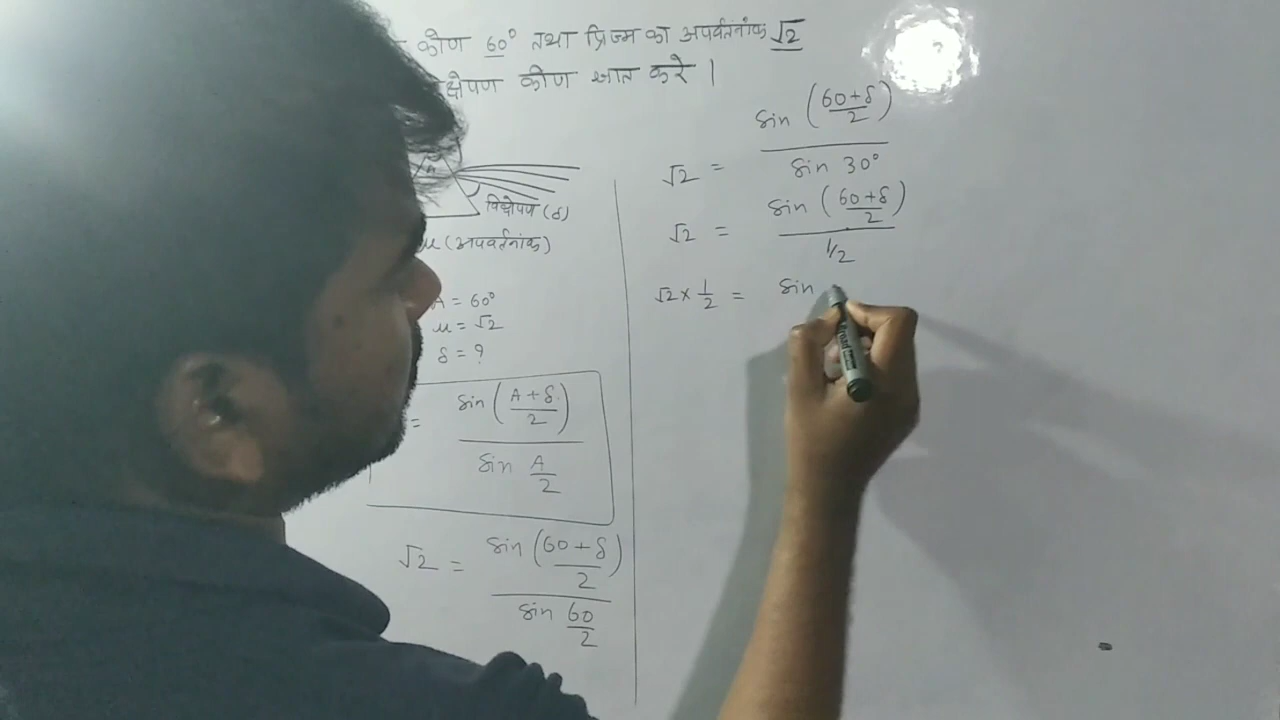 कोण 60° तथा प्रिज्म का अपवर्तनांक √2
क्षेपण कोण ज्ञात करे ।
विक्षेपण (δ)
μ (अपवर्तनांक)
A = 60°
μ = √2
δ = ?
= sin ((A + δ)/2) / sin A/2
√2 = sin ((60 + δ)/2) / sin 60/2
√2 = sin ((60+δ)/2) / sin 30°
√2 = sin ((60+δ)/2) / 1/2
√2 × 1/2 = sin